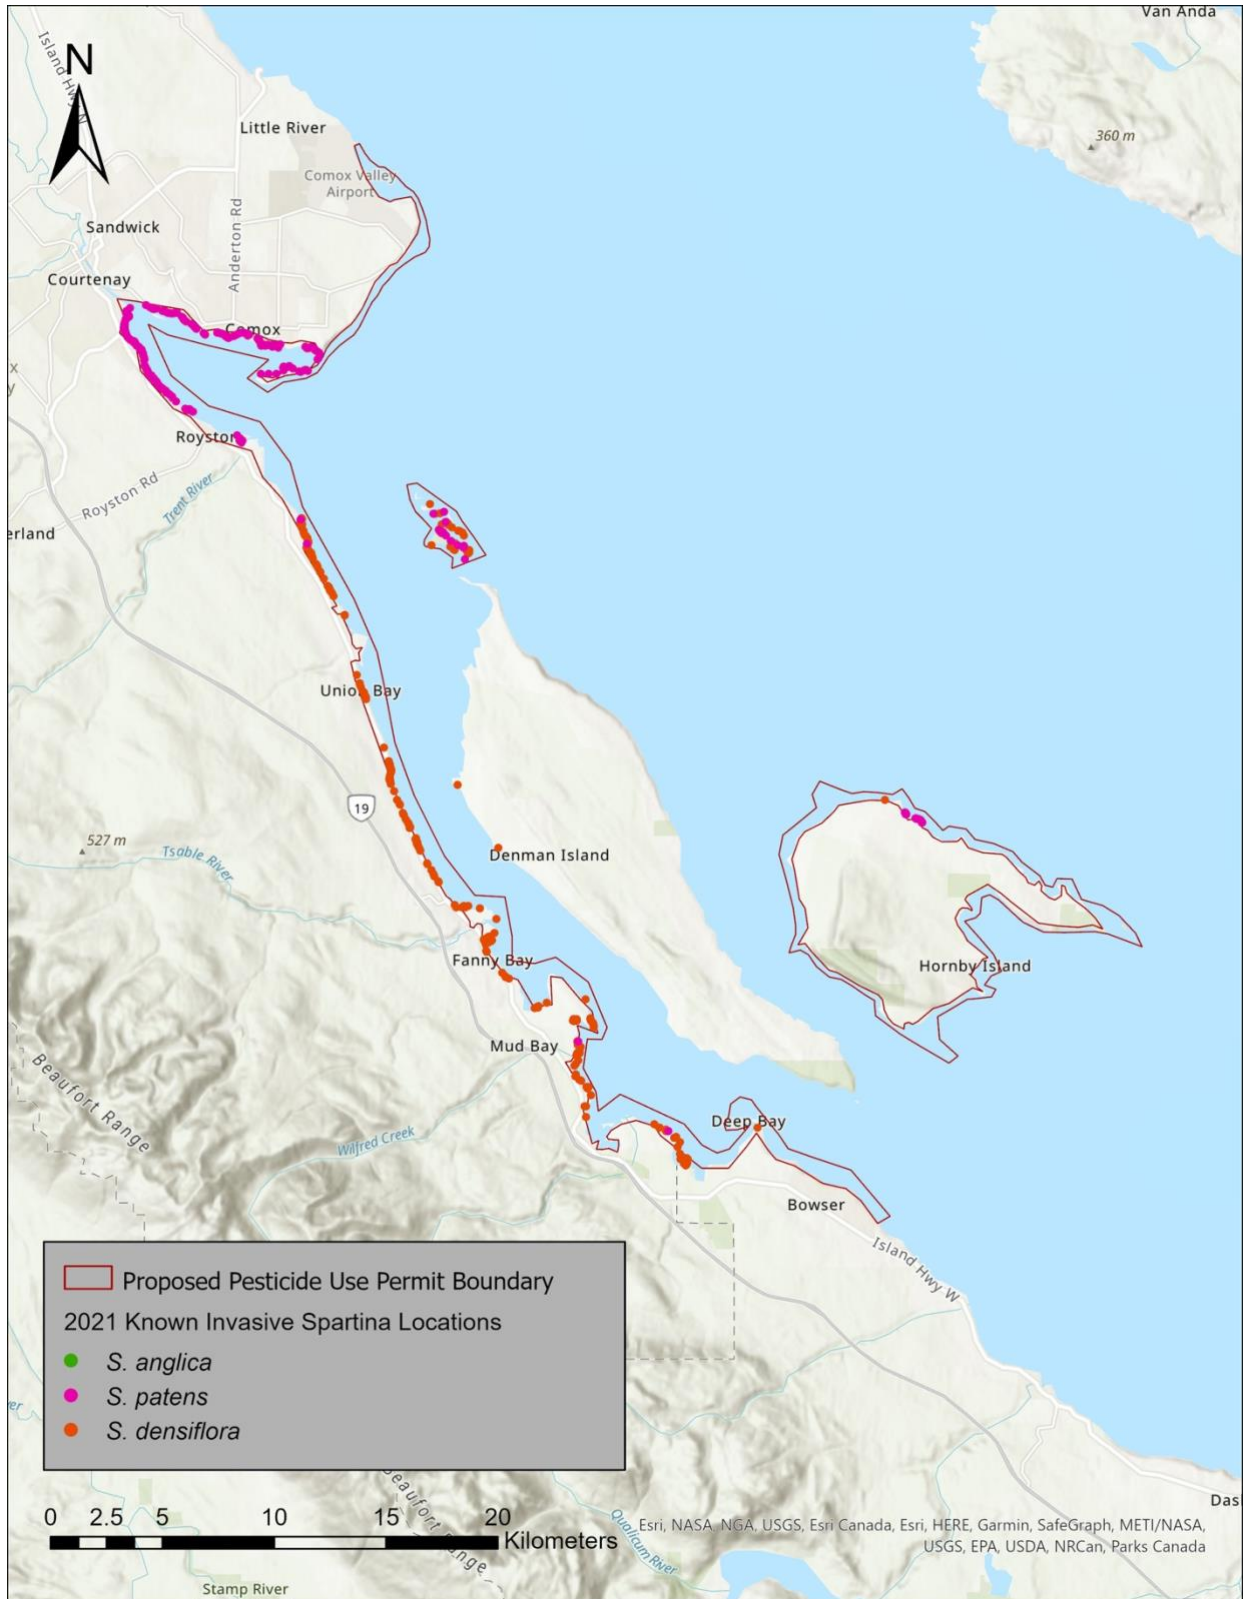 Van Anda
Island Hwy N
N
Little River
360 m
Comox Valley
Airport
Anderton Rd
Sandwick
Courtenay
Comox
Royston
Royston Rd
Trent River
erland
Union Bay
19
527 m
Tsable River
Denman Island
Fanny Bay
Hornby Island
Mud Bay
Beaufort Range
Wilfred Creek
Deep Bay
Bowser
Island Hwy W
Proposed Pesticide Use Permit Boundary
2021 Known Invasive Spartina Locations
S. anglica
S. patens
S. densiflora
Beaufort Range
Das
0 2.5 5 10 15 20
Kilometers
Qualicum River
Esri, NASA, NGA, USGS, Esri Canada, Esri, HERE, Garmin, SafeGraph, METI/NASA,
USGS, EPA, USDA, NRCan, Parks Canada
Stamp River